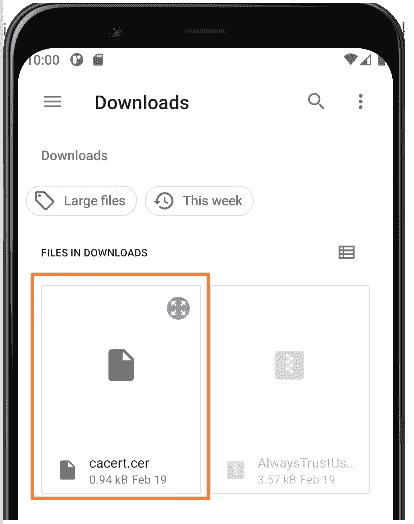 10:00
Downloads
Downloads
Large files
This week
FILES IN DOWNLOADS
cacert.cer
0.94 kB Feb 19
AlwaysTrustUs...
3.57 kB Feb 19